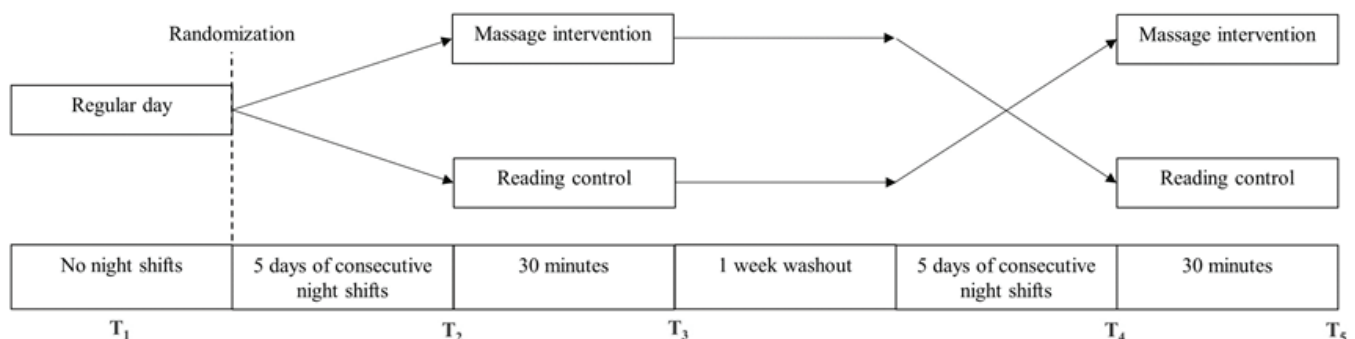 Randomization
Massage intervention
Massage intervention
Regular day
Reading control
Reading control
No night shifts
5 days of consecutive
night shifts
30 minutes
1 week washout
5 days of consecutive
night shifts
30 minutes
T1
T2
T3
T4
T5